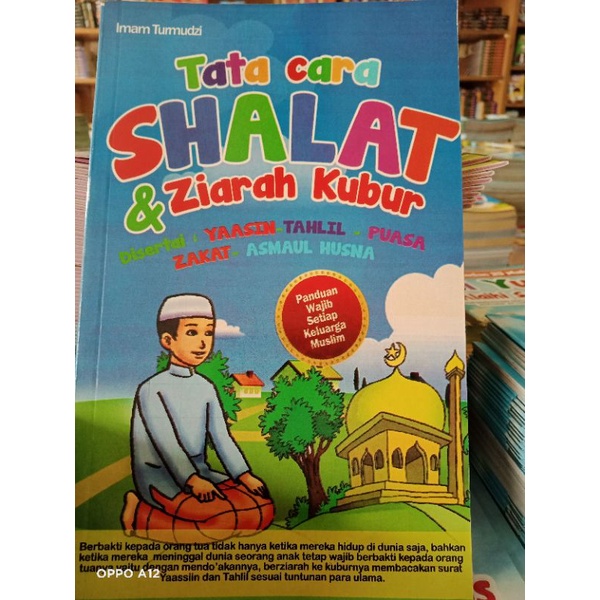 Imam Turmudzi
Tata cara
SHALAT
& Ziarah Kubur
Disertai : YAASIN-TAHLIL - PUASA
ZAKAT- ASMAUL HUSNA
Panduan
Wajib
Setiap
Keluarga
Muslim
Berbakti kepada orang tua tidak hanya ketika mereka hidup di dunia saja, bahkan
ketika mereka meninggal dunia seorang anak tetap wajib berbakti kepada orang
tuanya yaitu dengan mendo'akannya, berziarah ke kuburnya membacakan surat
Yaassiin dan Tahlil sesuai tuntunan para ulama.
OPPO A12